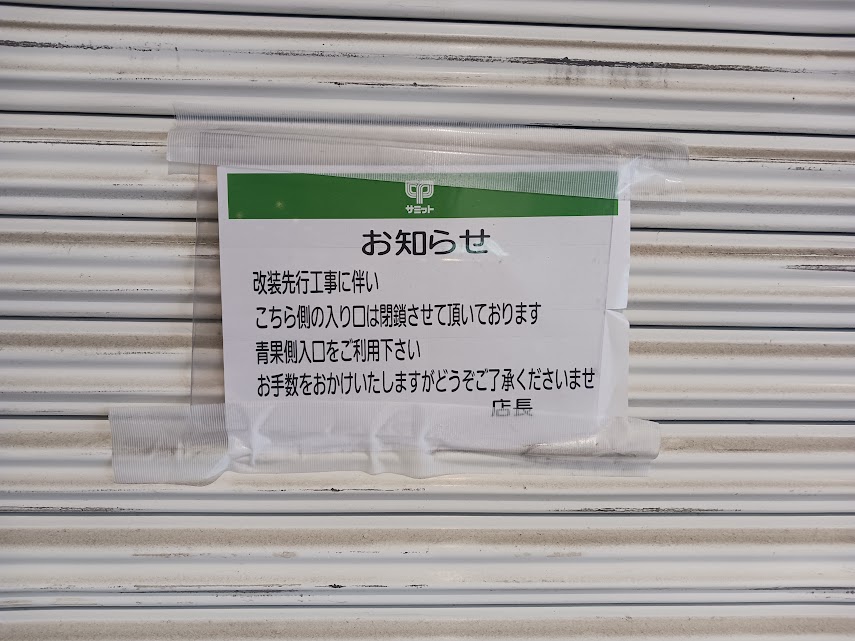 サミット
お知らせ
改装先行工事に伴い
こちら側の入り口は閉鎖させて頂いております
青果側入口をご利用下さい
お手数をおかけいたしますがどうぞご了承くださいませ
店長